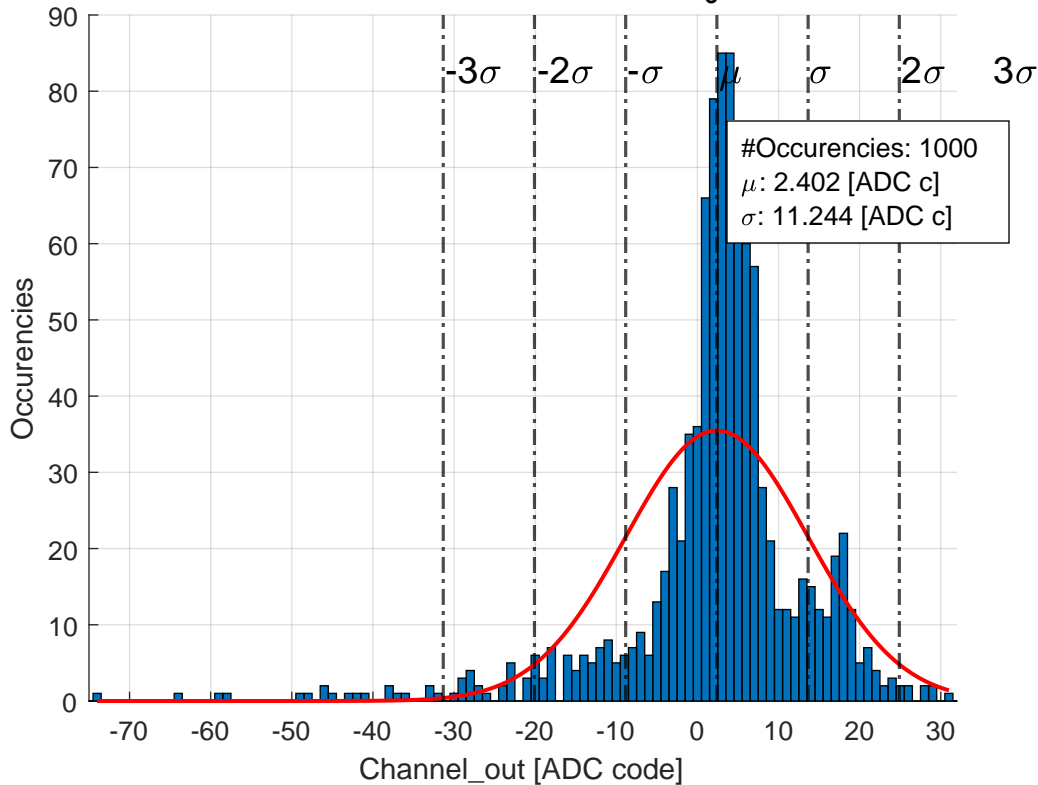 90
80
70
60
50
40
30
20
10
0
-3σ
-2σ
-σ
μ
σ
2σ
3σ
#Occurencies: 1000
μ: 2.402 [ADC c]
σ: 11.244 [ADC c]
Occurencies
-70
-60
-50
-40
-30
-20
-10
0
10
20
30
Channel_out [ADC code]